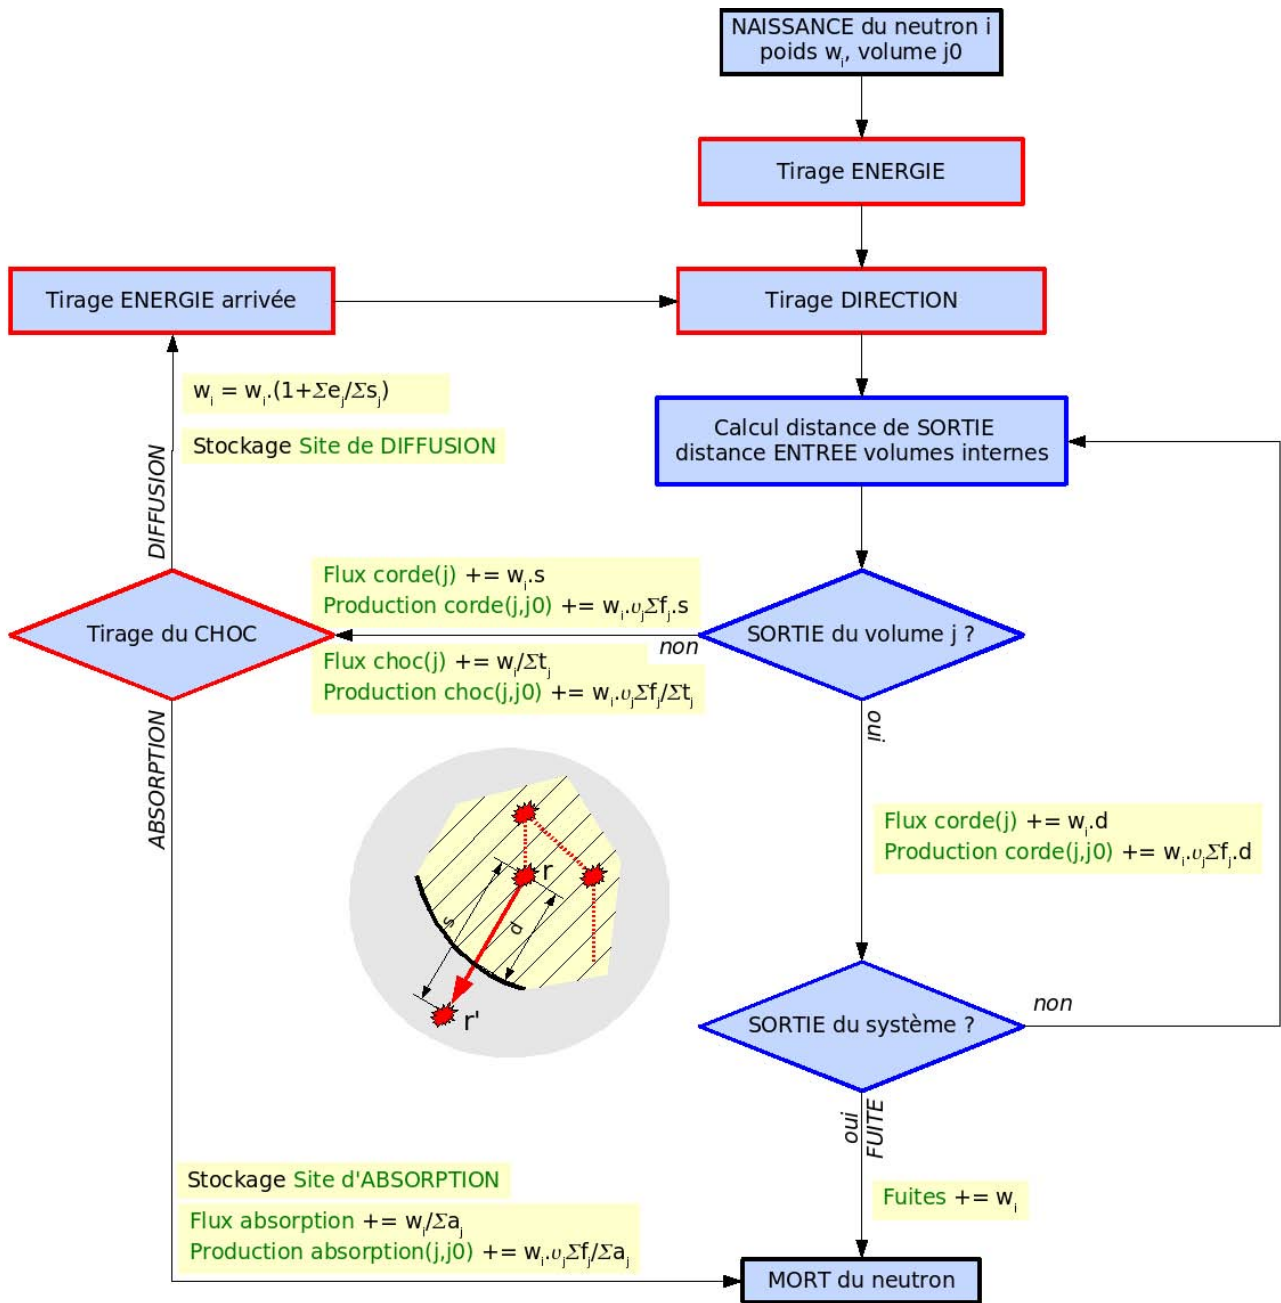 NAISSANCE du neutron i
poids wi, volume j0
Tirage ENERGIE
Tirage ENERGIE arrivée
Tirage DIRECTION
wi = wi.(1+Σej/Σsj)
Stockage Site de DIFFUSION
DIFFUSION
Calcul distance de SORTIE
distance ENTREE volumes internes
Flux corde(j) += wi.s
Production corde(j,j0) += wi.υjΣfj.s
Tirage du CHOC
SORTIE du volume j ?
non
Flux choc(j) += wi/Σtj
Production choc(j,j0) += wi.υjΣfj/Σtj
oui
ABSORPTION
r
s
d
r'
Flux corde(j) += wi.d
Production corde(j,j0) += wi.υjΣfj.d
SORTIE du système ?
non
oui
FUITE
Stockage Site d'ABSORPTION
Flux absorption += wi/Σaj
Production absorption(j,j0) += wi.υjΣfj/Σaj
Fuites += wi
MORT du neutron